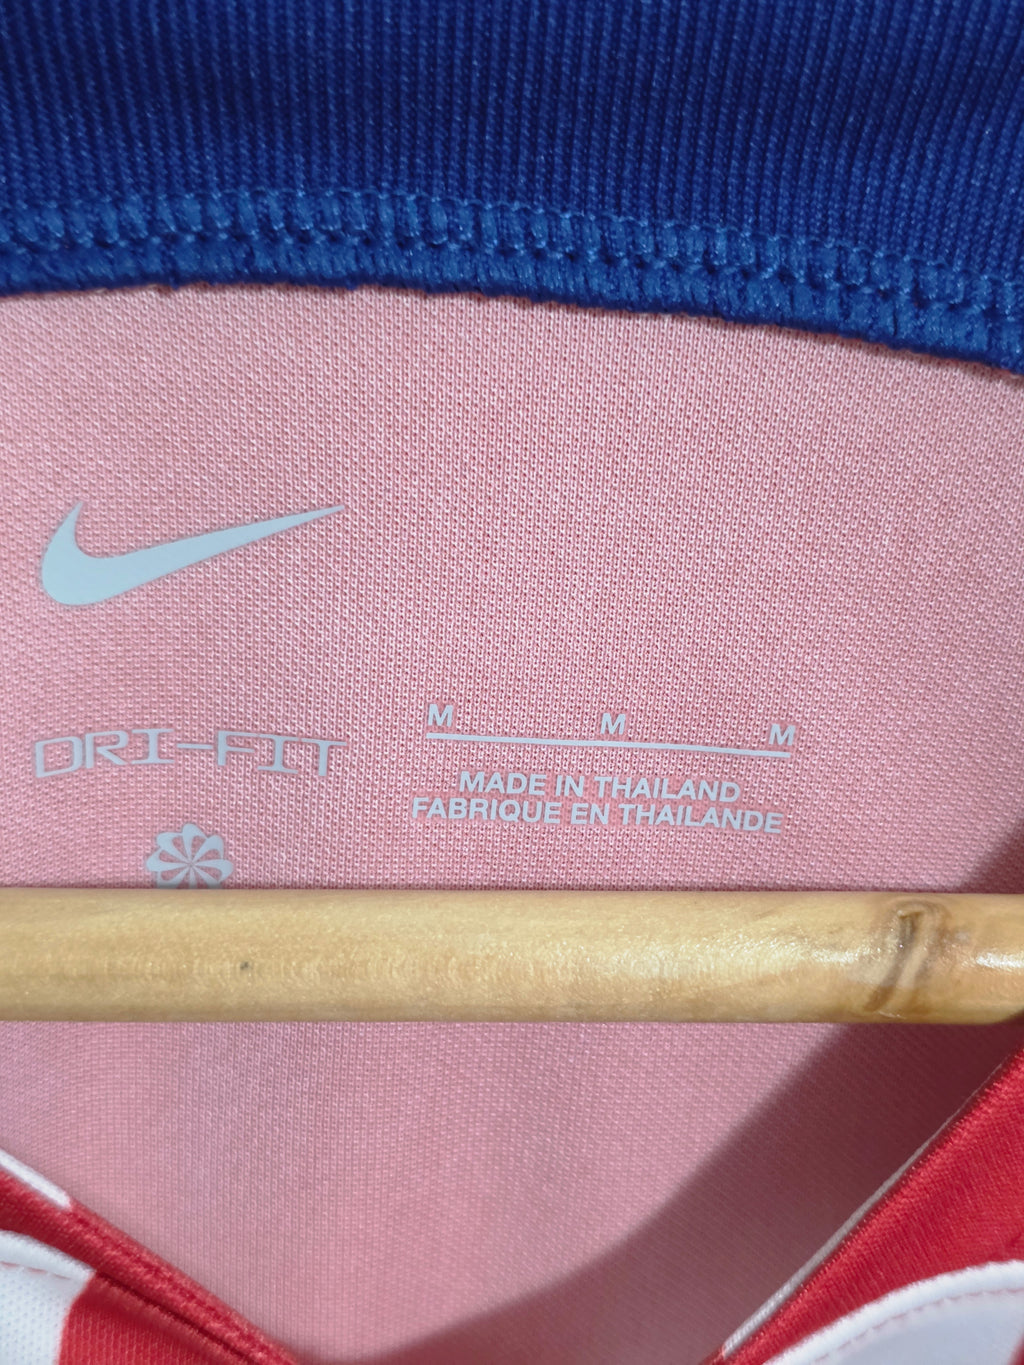 DRI-FIT
M M M
MADE IN THAILAND
FABRIQUE EN THAILANDE